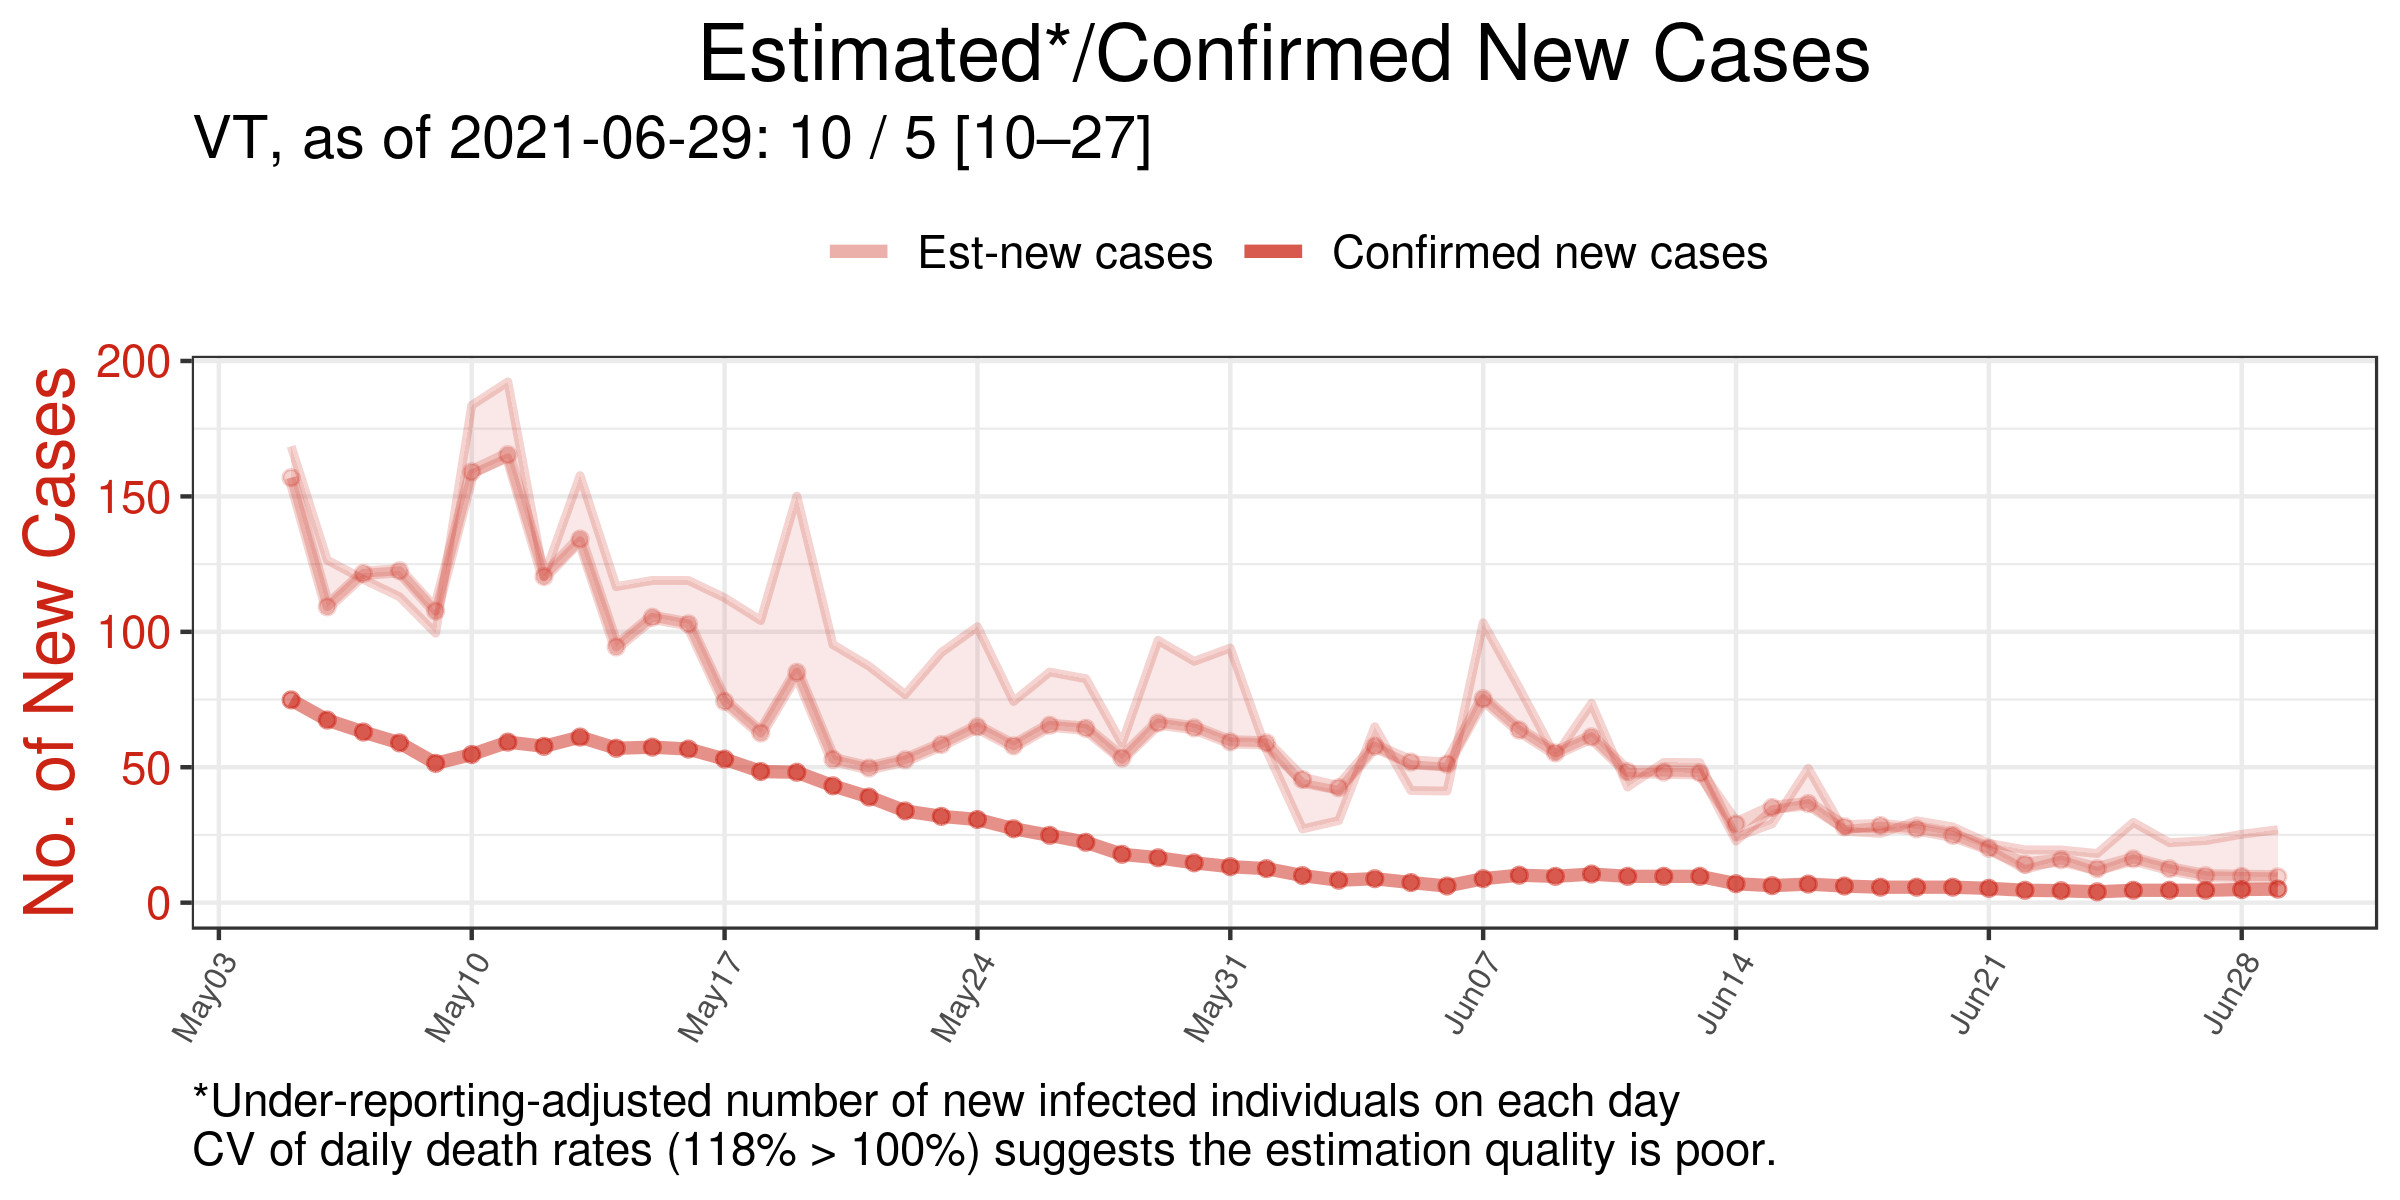 Estimated*/Confirmed New Cases
VT, as of 2021-06-29: 10 / 5 [10–27]
Est-new cases
Confirmed new cases
No. of New Cases
200
150
100
50
0
May03
May10
May17
May24
May31
Jun07
Jun14
Jun21
Jun28
*Under-reporting-adjusted number of new infected individuals on each day
CV of daily death rates (118% > 100%) suggests the estimation quality is poor.